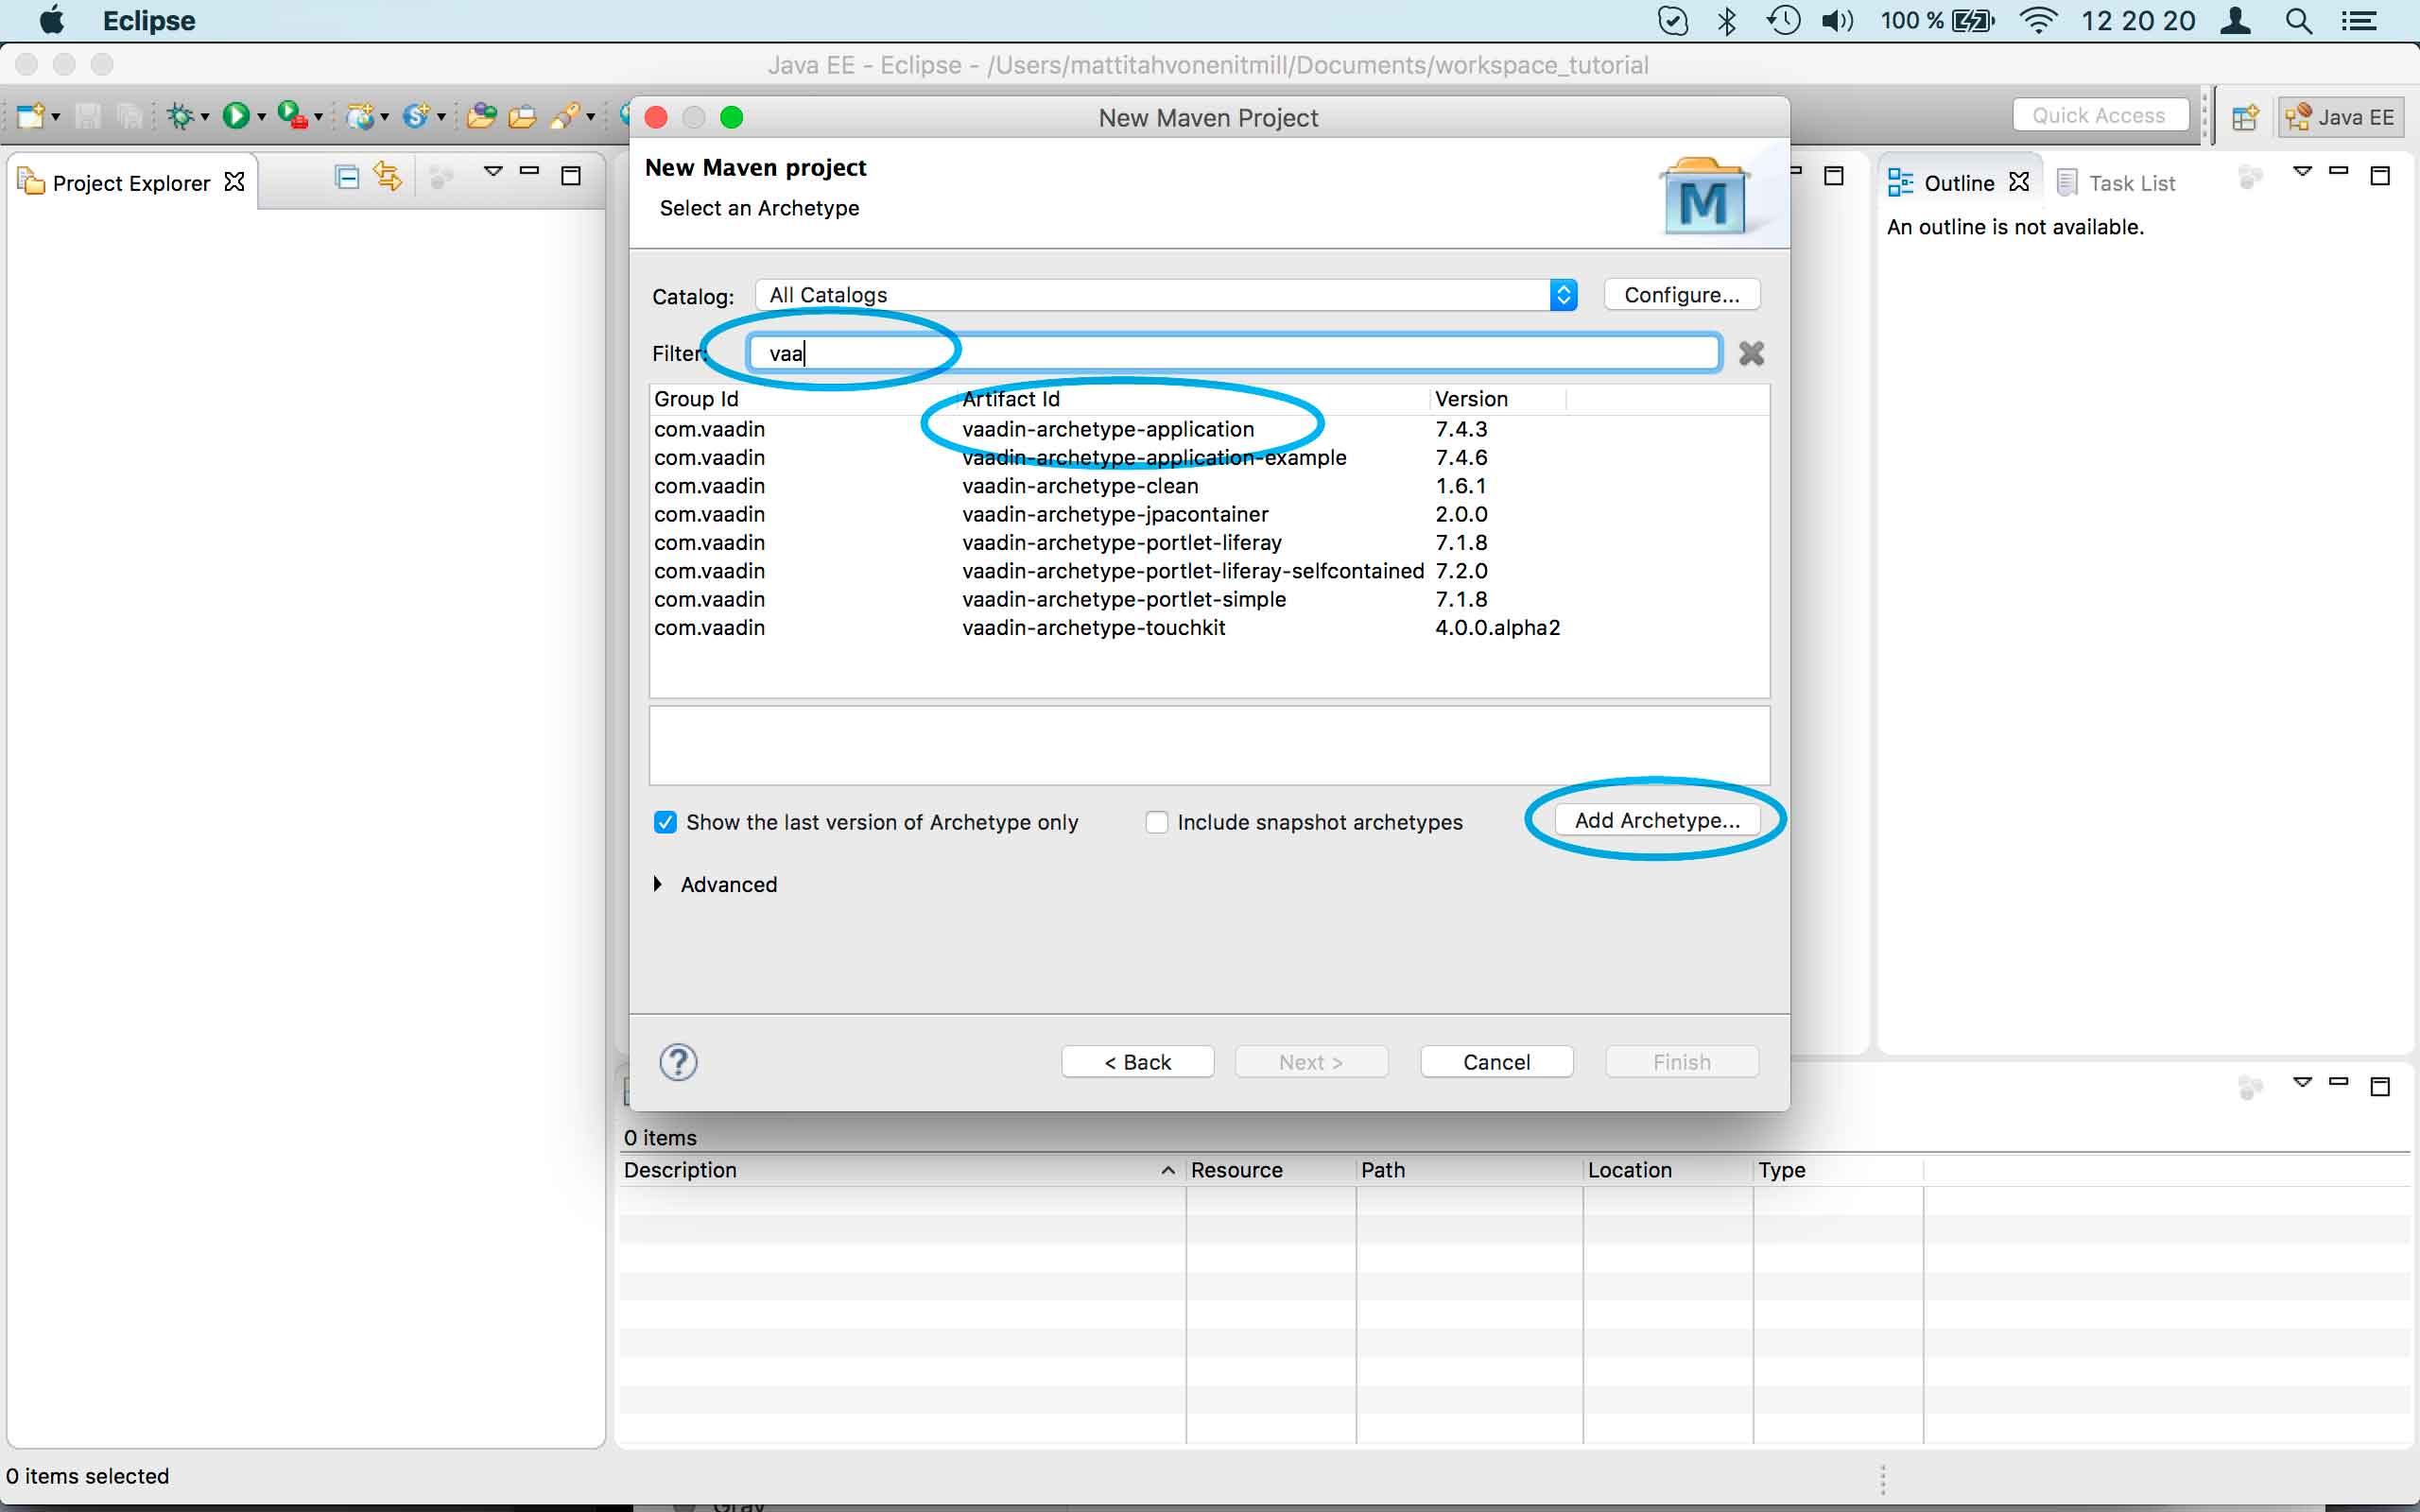 Eclipse
100 %
12 20 20
Java EE - Eclipse - /Users/mattitahvonenitmill/Documents/workspace_tutorial
Quick Access
Java EE
Project Explorer
New Maven Project
New Maven project
Select an Archetype
M
Outline
Task List
An outline is not available.
Catalog:
All Catalogs
Configure...
Filter:
vaa
Group Id Artifact Id Version
com.vaadin vaadin-archetype-application 7.4.3
com.vaadin vaadin-archetype-application-example 7.4.6
com.vaadin vaadin-archetype-clean 1.6.1
com.vaadin vaadin-archetype-jpacontainer 2.0.0
com.vaadin vaadin-archetype-portlet-liferay 7.1.8
com.vaadin vaadin-archetype-portlet-liferay-selfcontained 7.2.0
com.vaadin vaadin-archetype-portlet-simple 7.1.8
com.vaadin vaadin-archetype-touchkit 4.0.0.alpha2
Show the last version of Archetype only
Include snapshot archetypes
Add Archetype...
Advanced
?
< Back
Next >
Cancel
Finish
0 items
Description Resource Path Location Type
0 items selected